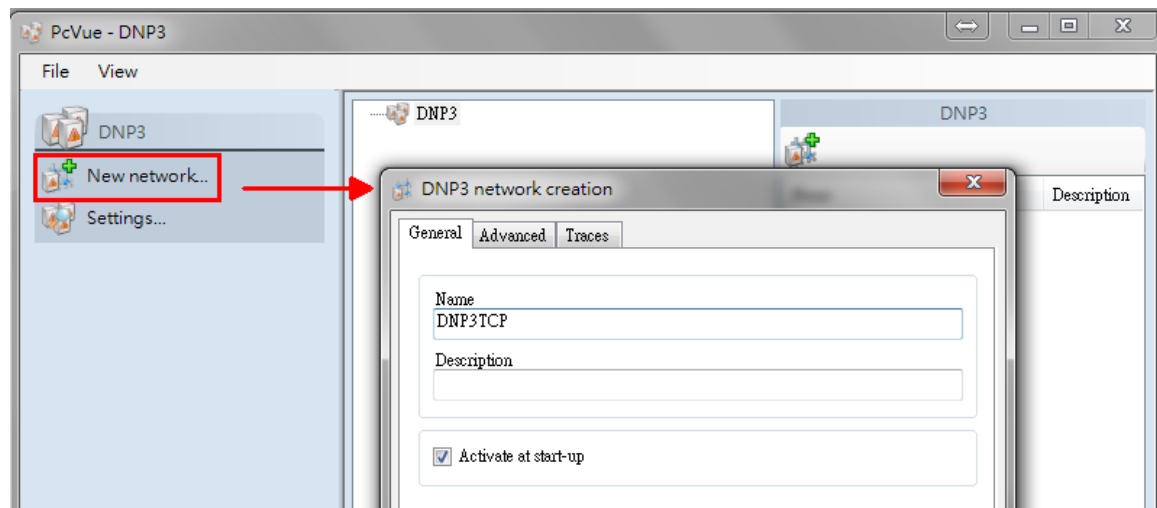 PcVue - DNP3
File View
DNP3
New network...
Settings...
DNP3
DNP3
Description
DNP3 network creation
General Advanced Traces
Name
DNP3TCP
Description
Activate at start-up